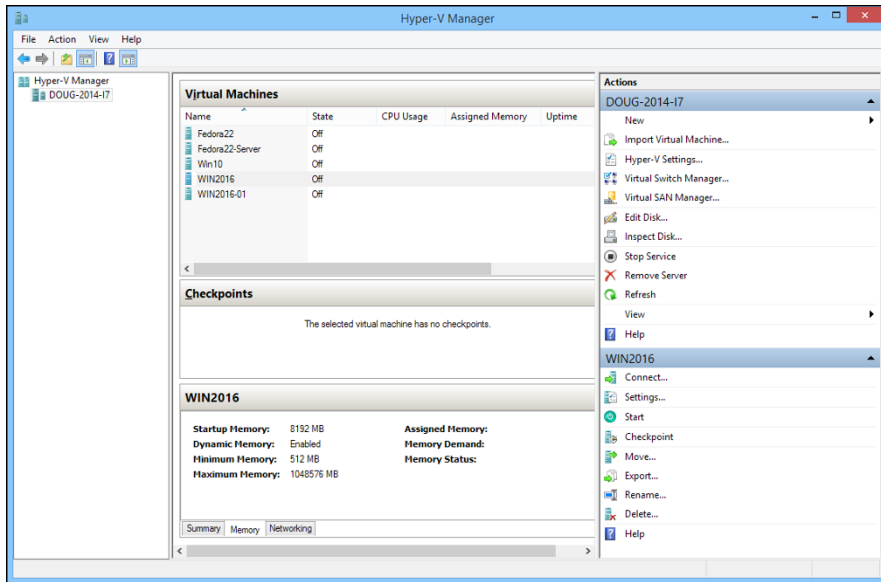 Hyper-V Manager
File Action View Help
Hyper-V Manager
DOUG-2014-I7
Virtual Machines
Name State CPU Usage Assigned Memory Uptime
Fedora22 Off
Fedora22-Server Off
Win10 Off
WIN2016 Off
WIN2016-01 Off
Checkpoints
The selected virtual machine has no checkpoints.
WIN2016
Startup Memory: 8192 MB Assigned Memory:
Dynamic Memory: Enabled Memory Demand:
Minimum Memory: 512 MB Memory Status:
Maximum Memory: 1048576 MB
Summary Memory Networking
Actions
DOUG-2014-I7
New
Import Virtual Machine...
Hyper-V Settings...
Virtual Switch Manager...
Virtual SAN Manager...
Edit Disk...
Inspect Disk...
Stop Service
Remove Server
Refresh
View
Help
WIN2016
Connect...
Settings...
Start
Checkpoint
Move...
Export...
Rename...
Delete...
Help